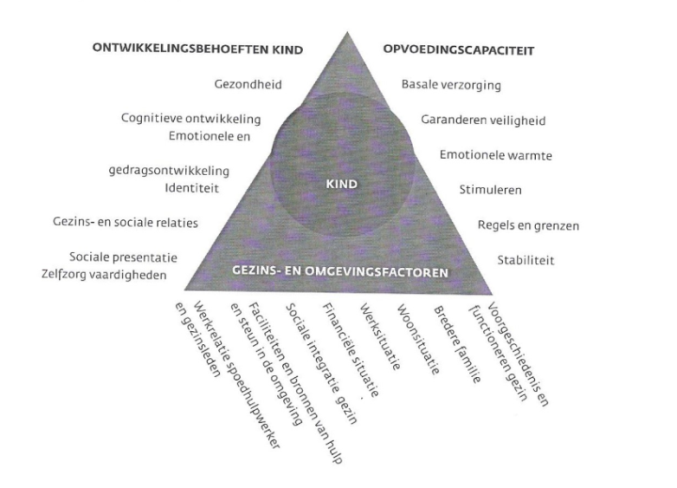 ONTWIKKELINGSBEHOEFTEN KIND
Gezondheid
Cognitieve ontwikkeling
Emotionele en
gedragsontwikkeling
Identiteit
Gezins- en sociale relaties
Sociale presentatie
Zelfzorg vaardigheden
OPVOEDINGSCAPACITEIT
Basale verzorging
Garanderen veiligheid
Emotionele warmte
Stimuleren
Regels en grenzen
Stabiliteit
KIND
GEZINS- EN OMGEVINGSFACTOREN
Werkrelatie spoedhulpwerker
en gezinsleden
Faciliteiten en bronnen van hulp
en steun in de omgeving
Sociale integratie gezin
Financiële situatie
Werksituatie
Woonsituatie
Bredere familie
Voorgeschiedenis en
functioneren gezin